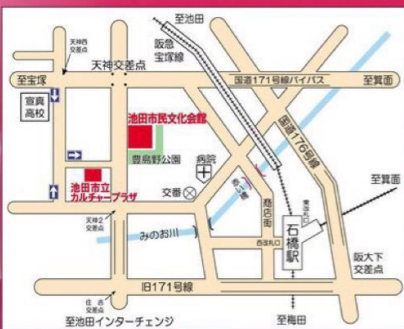 至池田
天神西
交差点
阪急
宝塚線
天神交差点
至宝塚
国道171号線バイパス
至箕面
宣真
高校
池田市民文化会館
国道176号線
豊島野公園
病院
池田市立
カルチャープラザ
至箕面
交番
商店街
天神2
交差点
石橋駅
みのお川
西改札口
阪大下
交差点
旧171号線
住吉
交差点
至池田インターチェンジ
至梅田